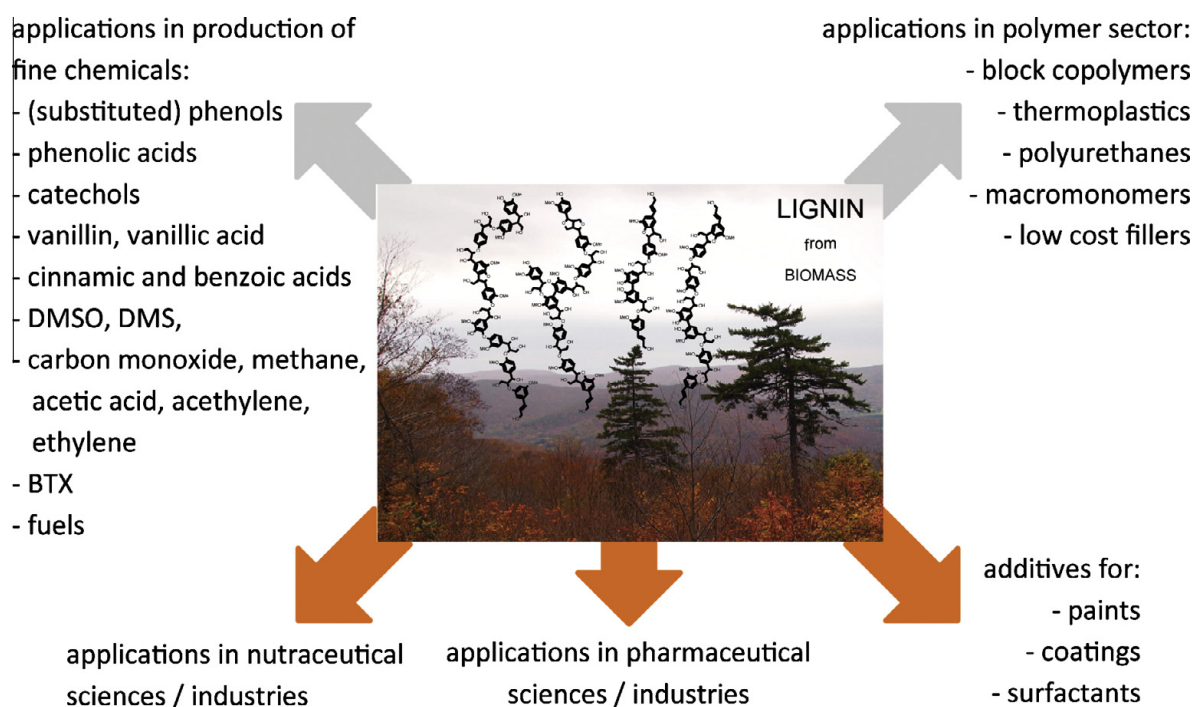 applications in production of
fine chemicals:
- (substituted) phenols
- phenolic acids
- catechols
- vanillin, vanillic acid
- cinnamic and benzoic acids
- DMSO, DMS,
- carbon monoxide, methane,
acetic acid, acethylene,
ethylene
- BTX
- fuels
applications in polymer sector:
- block copolymers
- thermoplastics
- polyurethanes
- macromonomers
- low cost fillers
LIGNIN
from
BIOMASS
applications in nutraceutical
sciences / industries
applications in pharmaceutical
sciences / industries
additives for:
- paints
- coatings
- surfactants